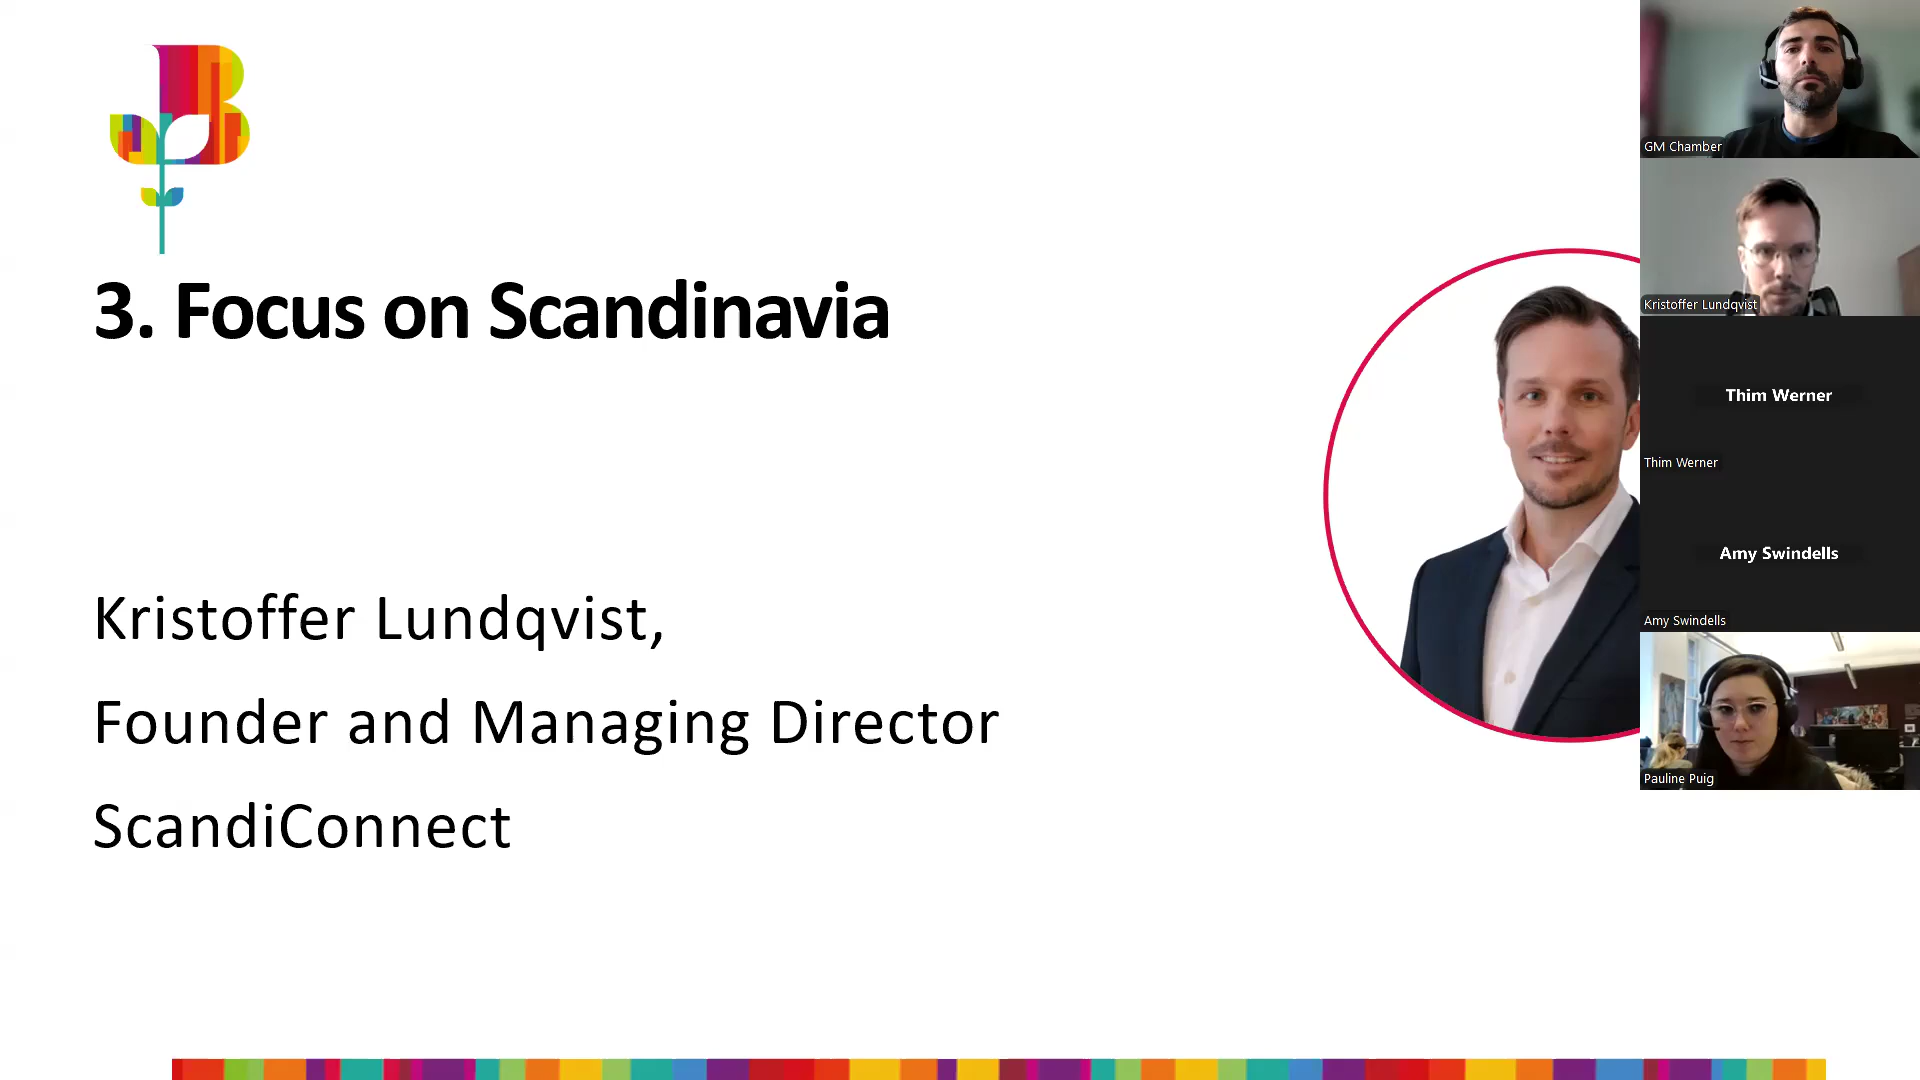 3. Focus on Scandinavia
Kristoffer Lundqvist,
Founder and Managing Director
ScandiConnect
GM Chamber
Kristoffer Lundqvist
Thim Werner
Thim Werner
Amy Swindells
Amy Swindells
Pauline Puig